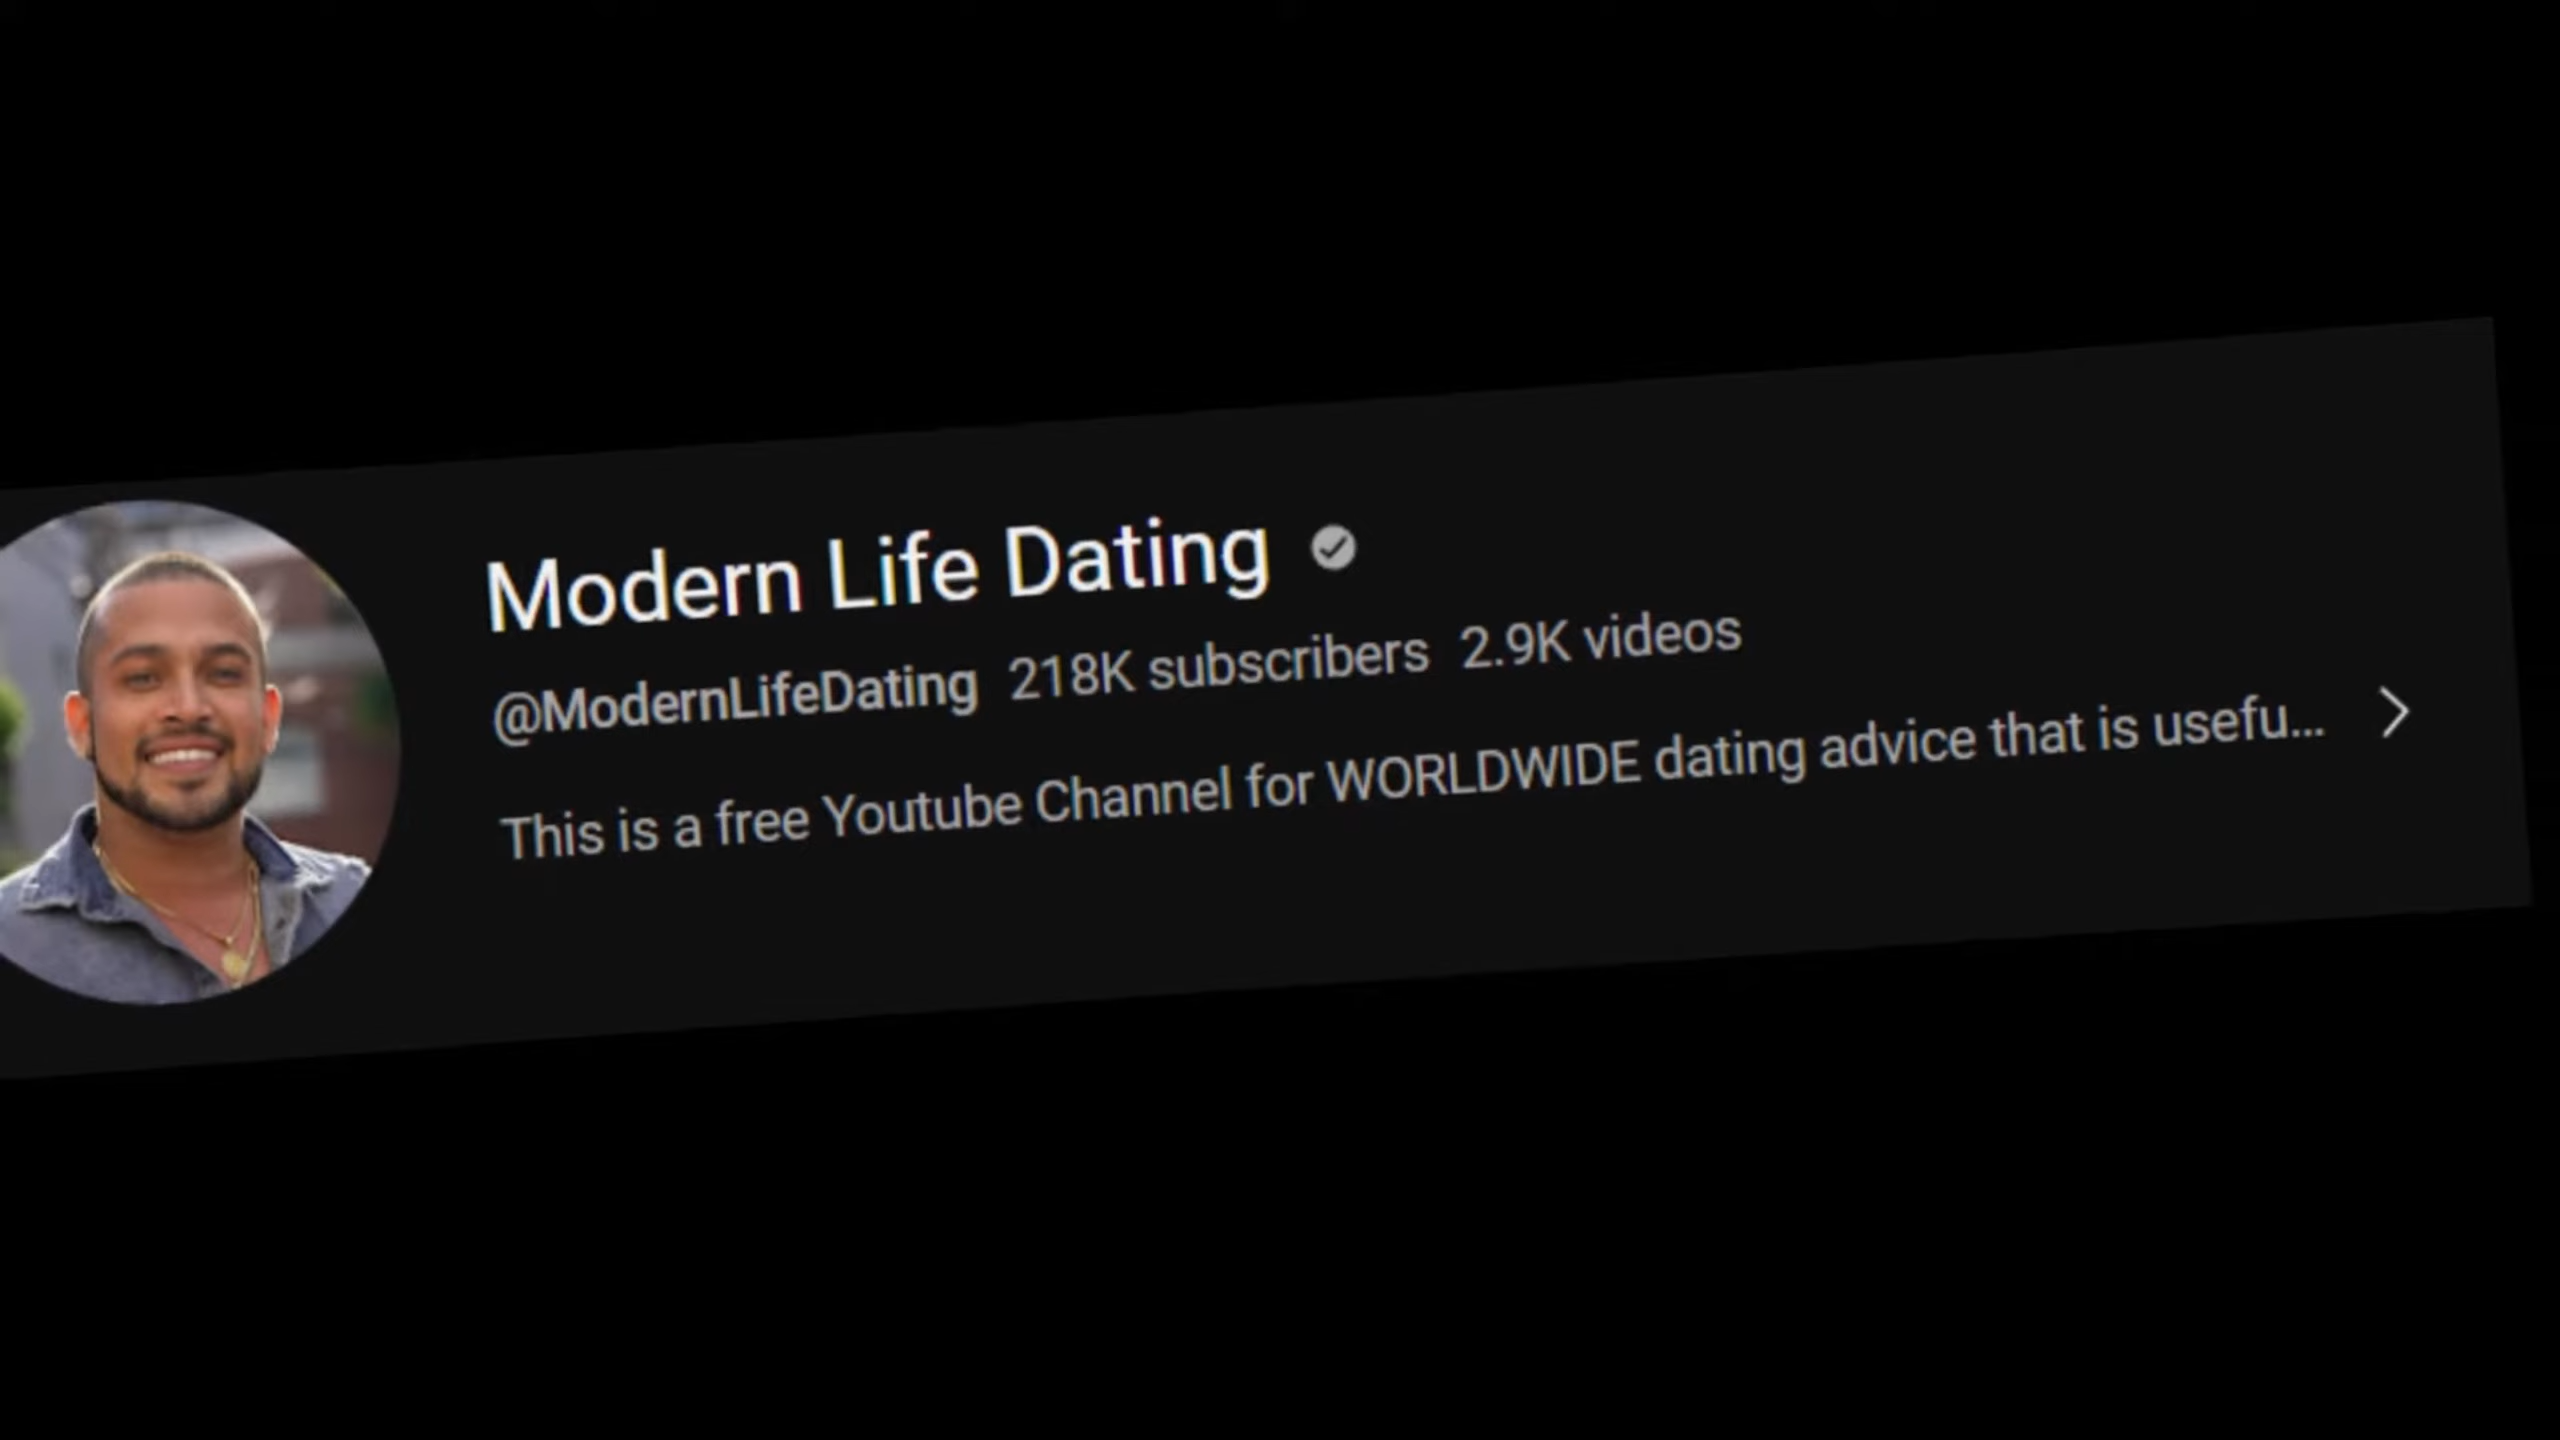 Modern Life Dating
@ModernLifeDating 218K subscribers 2.9K videos
This is a free Youtube Channel for WORLDWIDE dating advice that is usefu...